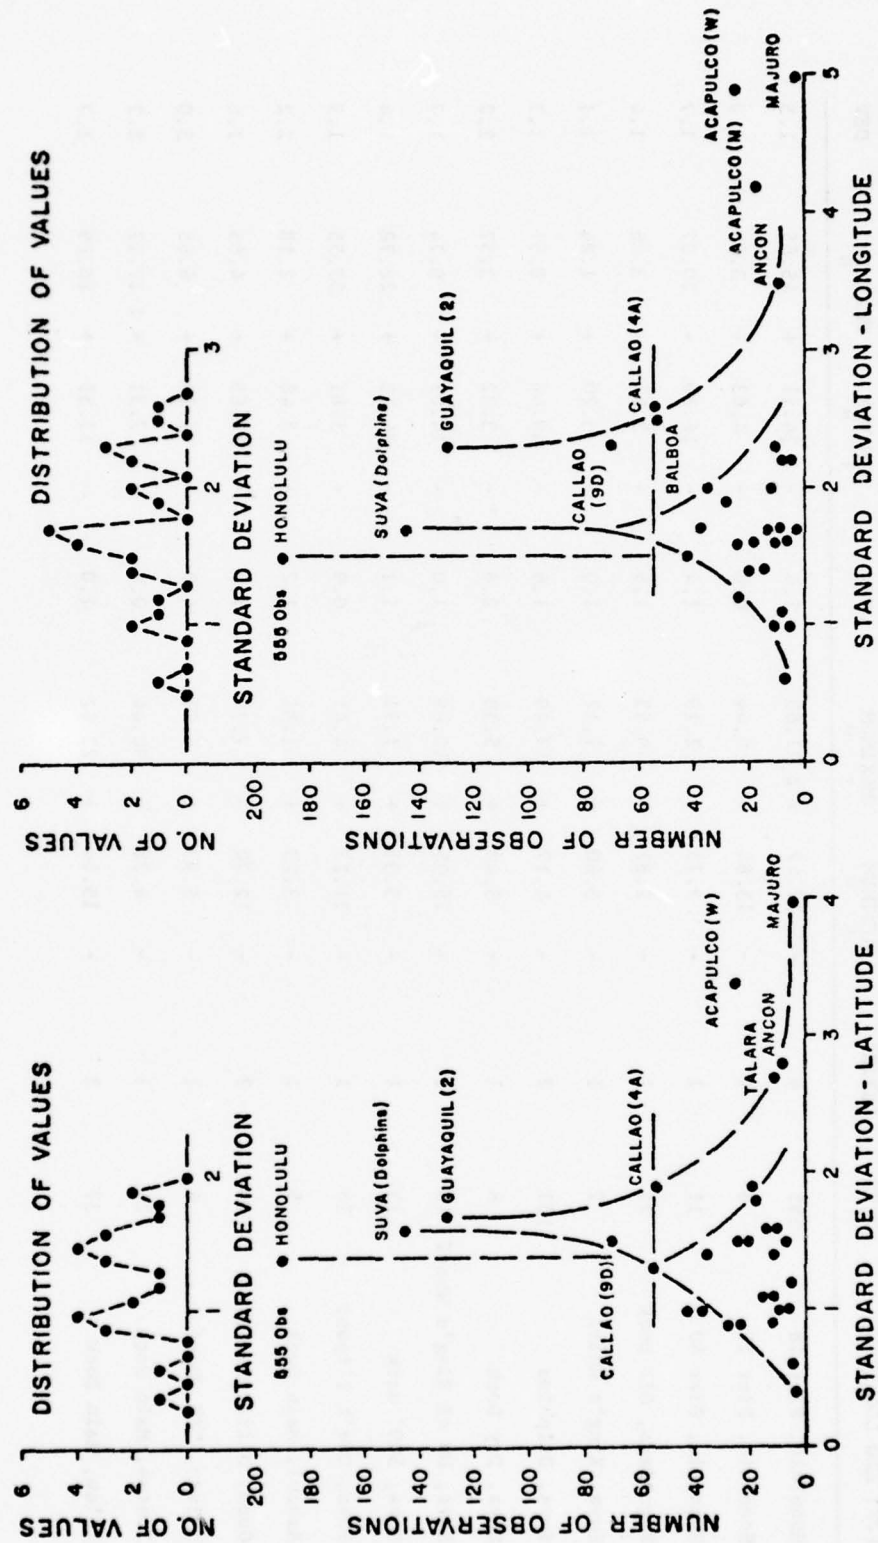 DISTRIBUTION OF VALUES
NO. OF VALUES
6
4
2
0
1
2
STANDARD DEVIATION
655 Obs
HONOLULU
SUVA (Dolphins)
GUAYAQUIL (2)
CALLAO (9D)
CALLAO (4A)
TALARA
ANCON
ACAPULCO (W)
MAJURO
NUMBER OF OBSERVATIONS
200
180
160
140
120
100
80
60
40
20
0
0
1
2
3
4
STANDARD DEVIATION - LATITUDE
DISTRIBUTION OF VALUES
NO. OF VALUES
6
4
2
0
1
2
3
STANDARD DEVIATION
Obs
HONOLULU
SUVA (Dolphins)
GUAYAQUIL (2)
CALLAO
(9D)
CALLAO (4A)
BALBOA
ANCON
ACAPULCO (M)
ACAPULCO (W)
MAJURO
NUMBER OF OBSERVATIONS
200
180
160
140
120
100
80
60
40
20
0
0
1
2
3
4
5
STANDARD DEVIATION - LONGITUDE